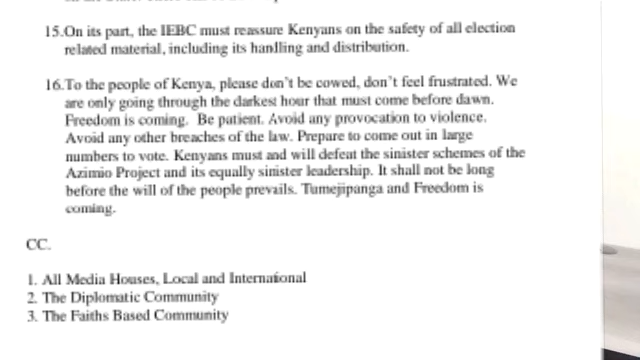 15.On its part, the IEBC must reassure Kenyans on the safety of all election
related material, including its handling and distribution.
16.To the people of Kenya, please don't be cowed, don't feel frustrated. We
are only going through the darkest hour that must come before dawn.
Freedom is coming. Be patient. Avoid any provocation to violence.
Avoid any other breaches of the law. Prepare to come out in large
numbers to vote. Kenyans must and will defeat the sinister schemes of the
Azimio Project and its equally sinister leadership. It shall not be long
before the will of the people prevails. Tumejipanga and Freedom is
coming.
CC.
1. All Media Houses, Local and International
2. The Diplomatic Community
3. The Faiths Based Community